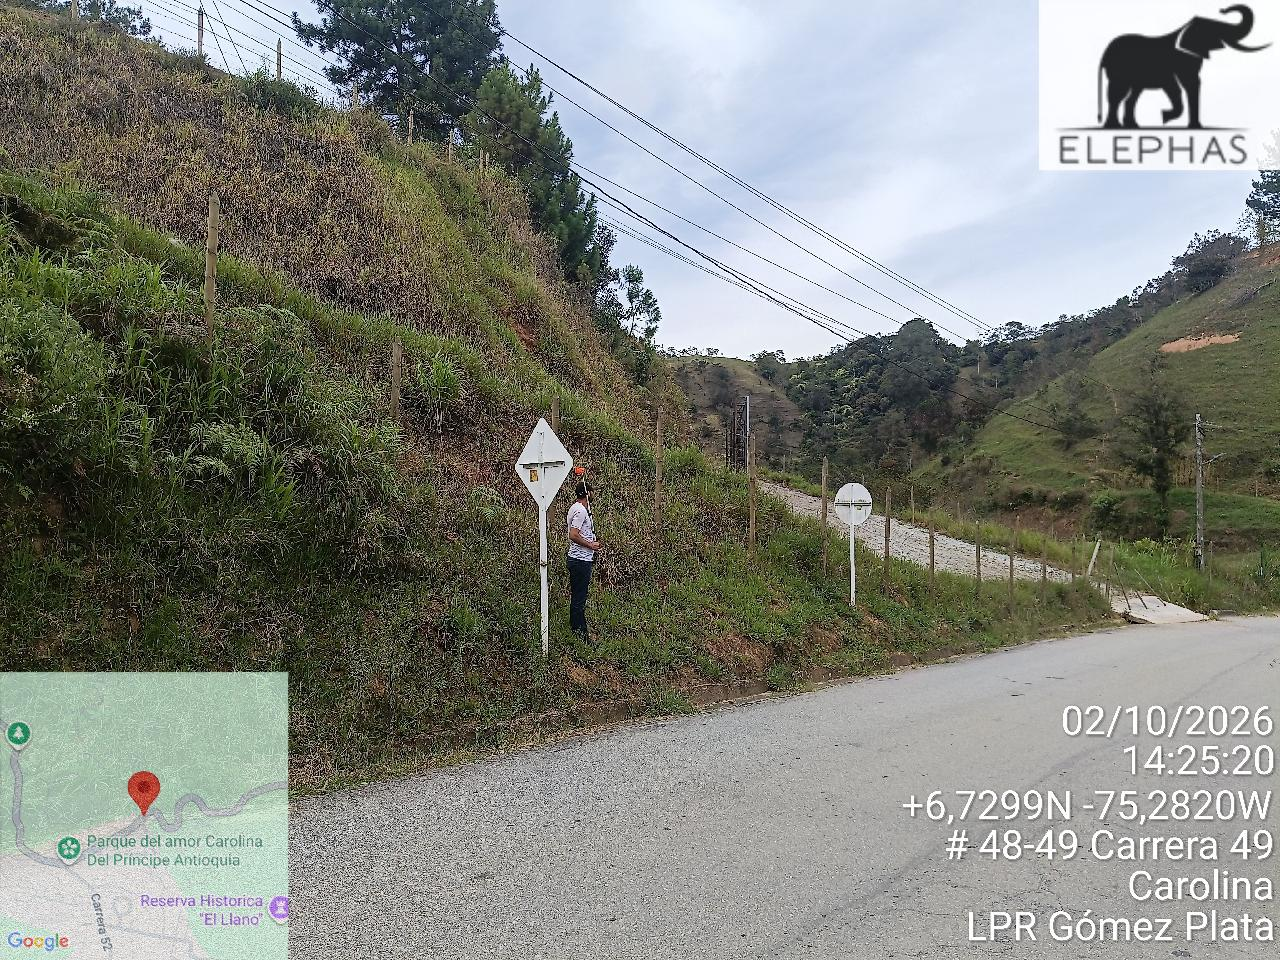 ELEPHAS
02/10/2026
14:25:20
+6,7299N -75,2820W
# 48-49 Carrera 49
Carolina
LPR Gómez Plata
Parque del amor Carolina
Del Príncipe Antioquia
Reserva Historica
"El Llano"
Carrera 52
Google